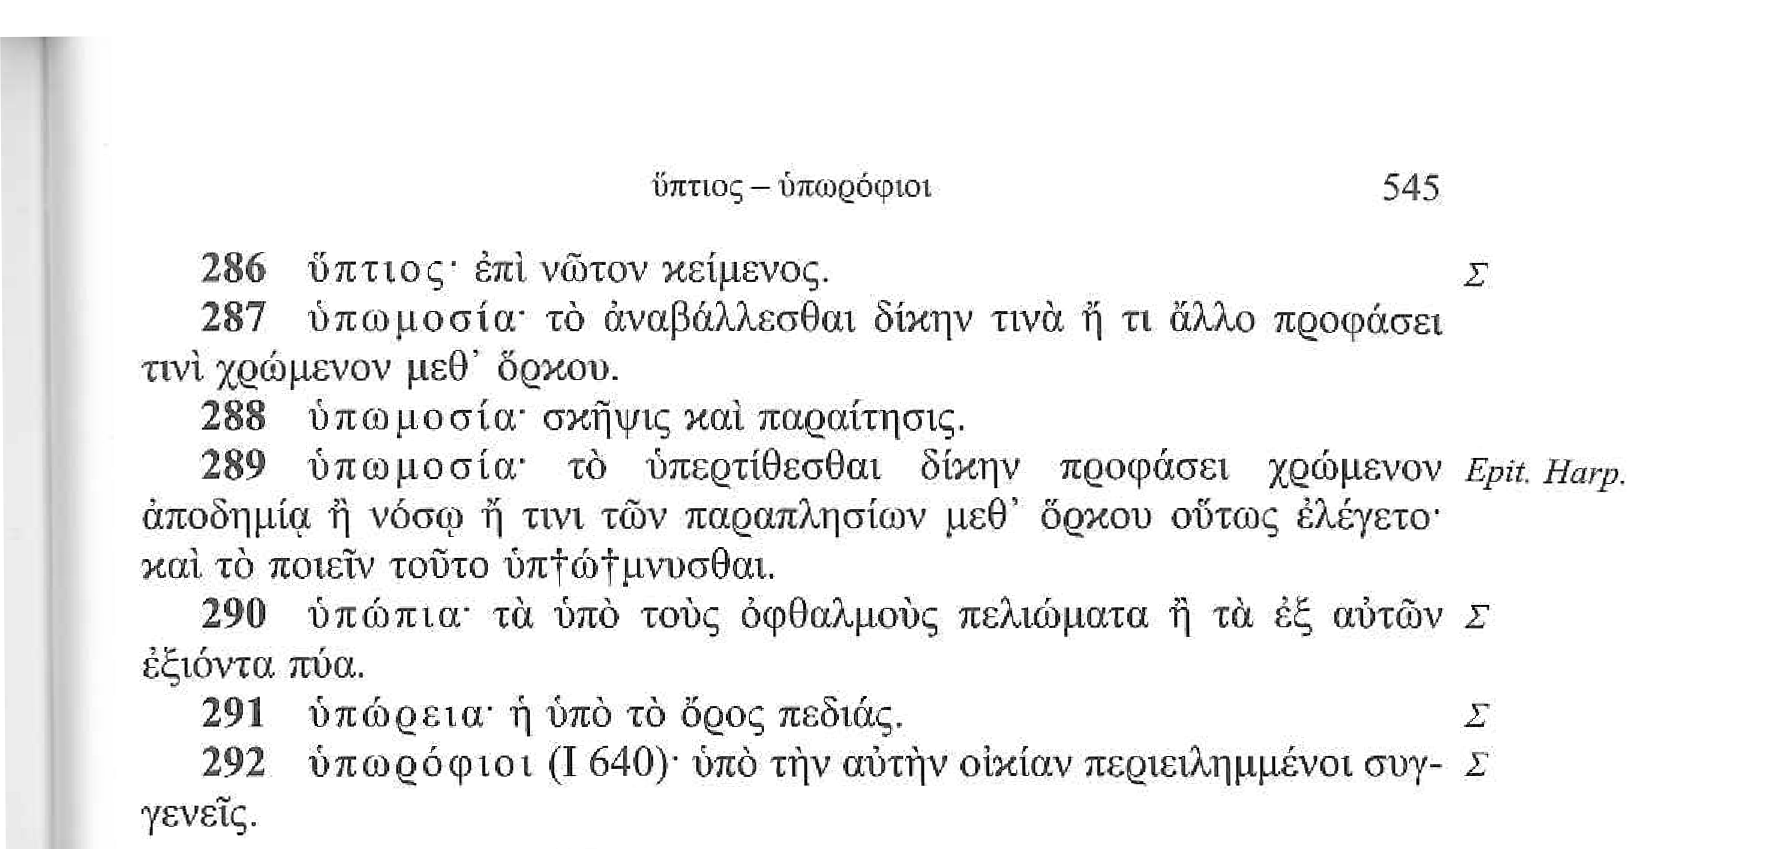 ὕπτιος – ὑπωρόφιοι 545
286 ὕπτιος· ἐπὶ νῶτον κείμενος. Σ
287 ὑπωμοσία· τὸ ἀναβάλλεσθαι δίκην τινὰ ἤ τι ἄλλο προφάσει
τινὶ χρώμενον μεθ’ ὅρκου.
288 ὑπωμοσία· σκῆψις καὶ παραίτησις.
289 ὑπωμοσία· τὸ ὑπερτίθεσθαι δίκην προφάσει χρώμενον Epit. Harp.
ἀποδημίᾳ ἢ νόσῳ ἤ τινι τῶν παραπλησίων μεθ’ ὅρκου οὕτως ἐλέγετο·
καὶ τὸ ποιεῖν τοῦτο ὑπ†ώ†μνυσθαι.
290 ὑπώπια· τὰ ὑπὸ τοὺς ὀφθαλμοὺς πελιώματα ἢ τὰ ἐξ αὐτῶν Σ
ἐξιόντα πύα.
291 ὑπώρεια· ἡ ὑπὸ τὸ ὄρος πεδιάς. Σ
292 ὑπωρόφιοι (I 640)· ὑπὸ τὴν αὐτὴν οἰκίαν περιειλημμένοι συγ- Σ
γενεῖς.